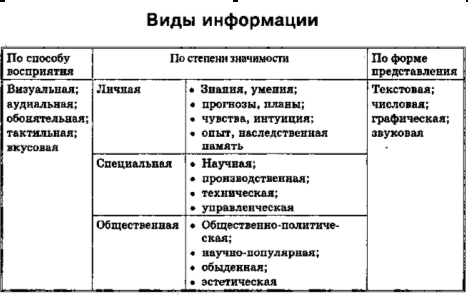 Виды информации
По способу
восприятия
По степени значимости
По форме
представления
Визуальная;
аудиальная;
обонятельная;
тактильная;
вкусовая
Личная
• Знания, умения;
• прогнозы, планы;
• чувства, интуиция;
• опыт, наследственная
память
Специальная
• Научная;
• производственная;
• техническая;
• управленческая
Общественная
• Общественно-политиче-
ская;
• научно-популярная;
• обыденная;
• эстетическая
Текстовая;
числовая;
графическая;
звуковая